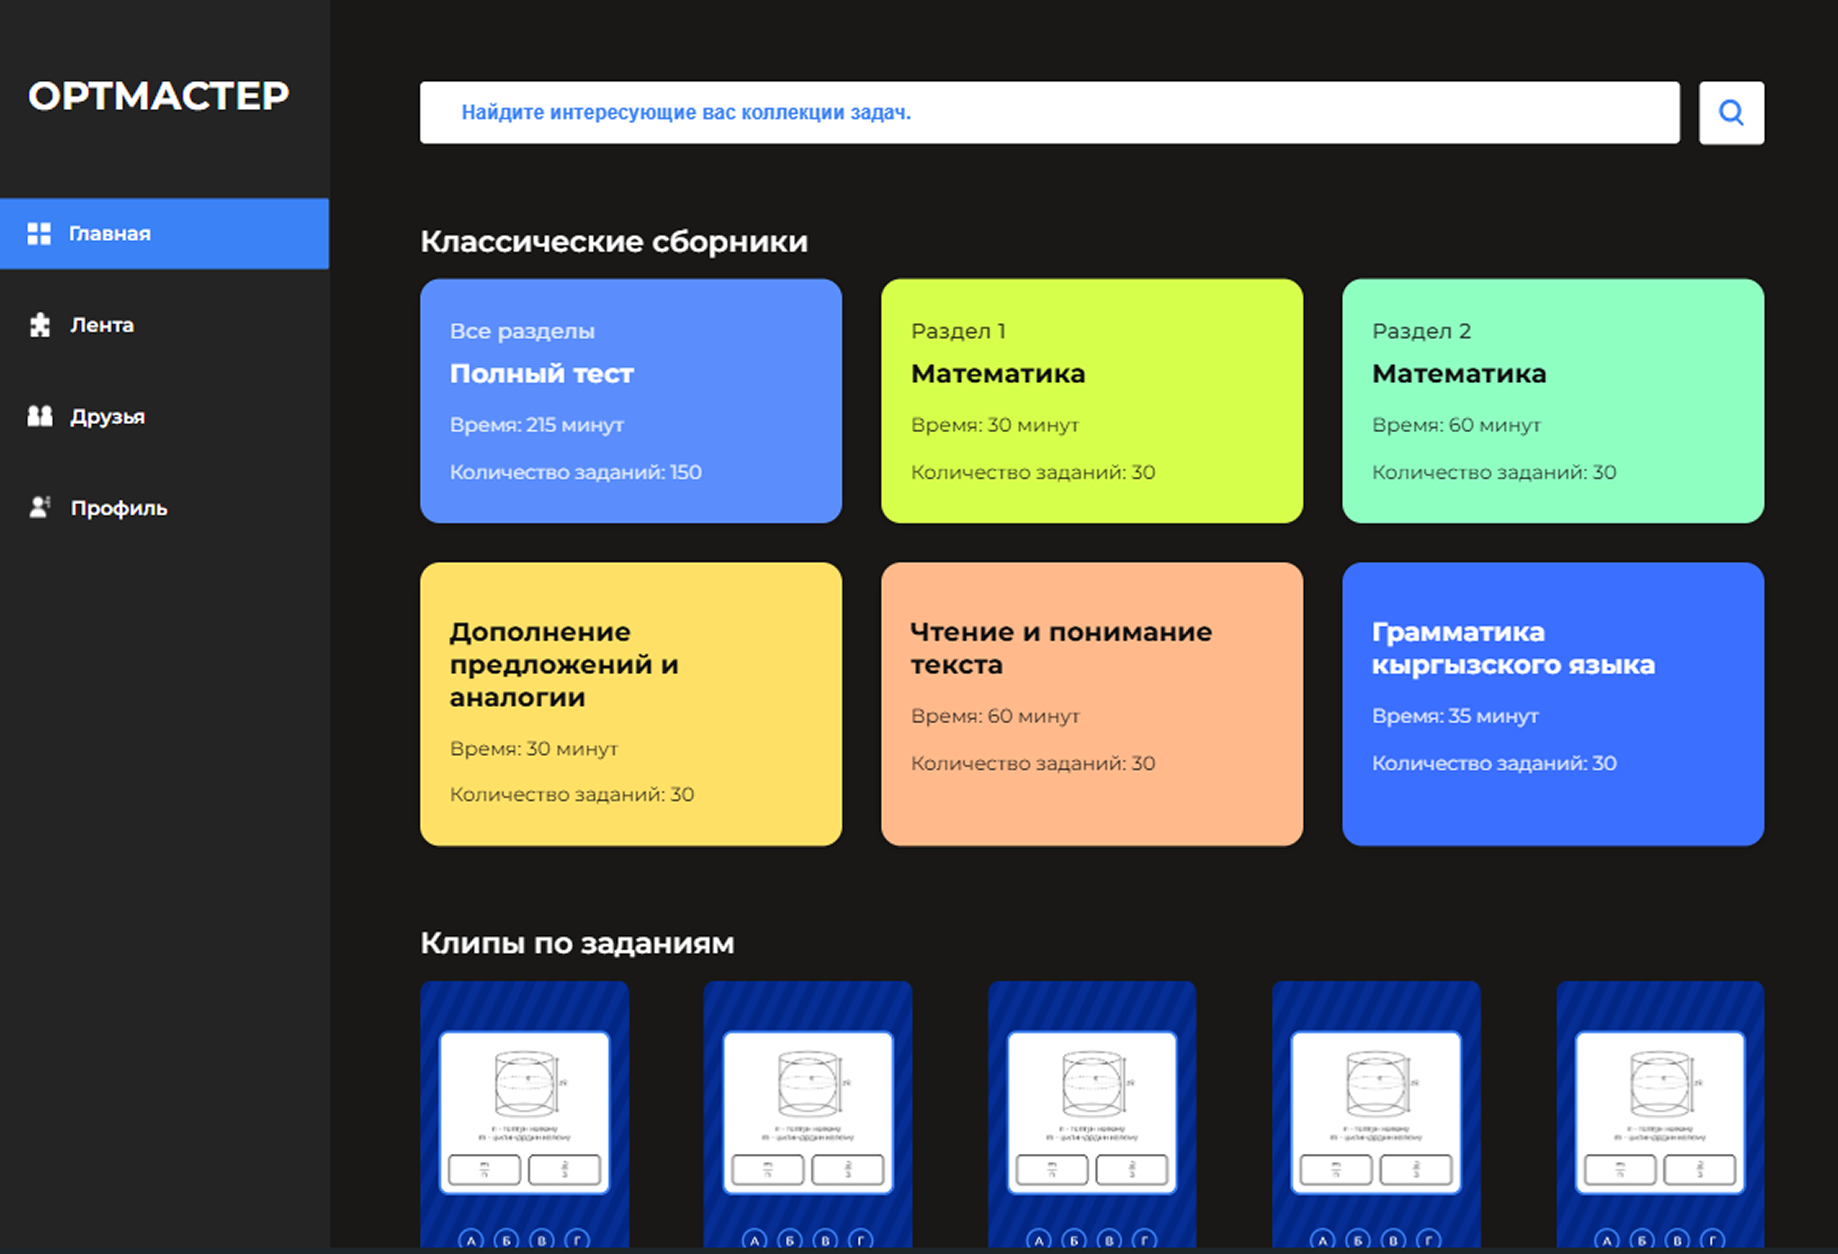 ОРТМАСТЕР
Найдите интересующие вас коллекции задач.
Главная
Лента
Друзья
Профиль
Классические сборники
Все разделы
Полный тест
Время: 215 минут
Количество заданий: 150
Раздел 1
Математика
Время: 30 минут
Количество заданий: 30
Раздел 2
Математика
Время: 60 минут
Количество заданий: 30
Дополнение
предложений и
аналогии
Время: 30 минут
Количество заданий: 30
Чтение и понимание
текста
Время: 60 минут
Количество заданий: 30
Грамматика
кыргызского языка
Время: 35 минут
Количество заданий: 30
Клипы по заданиям
А Б В Г
А Б В Г
А Б В Г
А Б В Г
А Б В Г